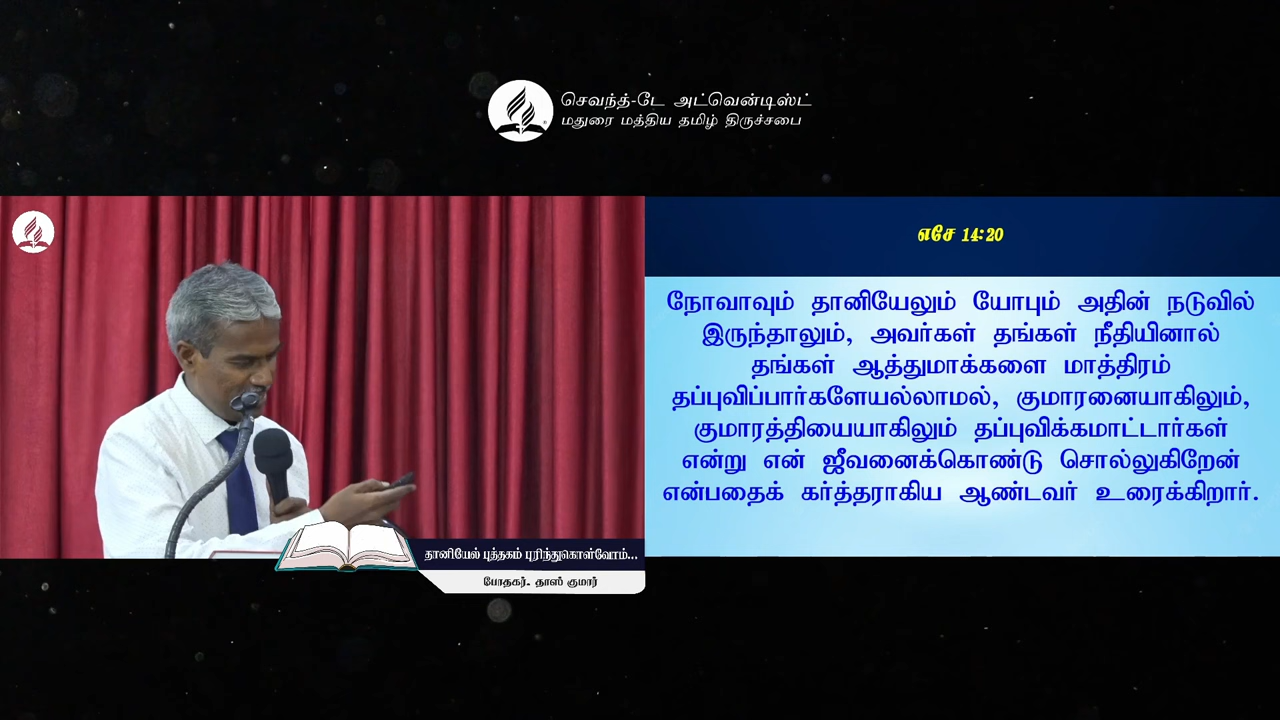 செவந்த்-டே அட்வென்டிஸ்ட்
மதுரை மத்திய தமிழ் திருச்சபை
எசே 14:20
நோவாவும் தானியேலும் யோபும் அதின் நடுவில்
இருந்தாலும், அவர்கள் தங்கள் நீதியினால்
தங்கள் ஆத்துமாக்களை மாத்திரம்
தப்புவிப்பார்களேயல்லாமல், குமாரனையாகிலும்,
குமாரத்தியையாகிலும் தப்புவிக்கமாட்டார்கள்
என்று என் ஜீவனைக்கொண்டு சொல்லுகிறேன்
என்பதைக் கர்த்தராகிய ஆண்டவர் உரைக்கிறார்.
தானியேல் புத்தகம் புரிந்துகொள்வோம்...
போதகர். தாஸ் குமார்